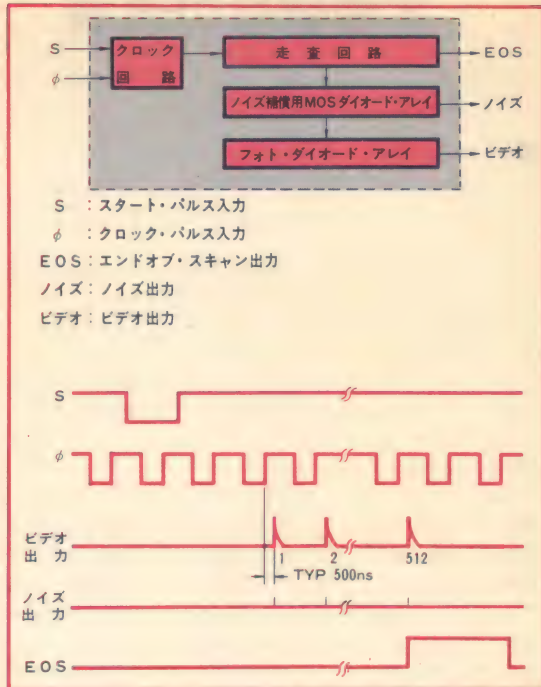 S
クロック
回路
φ
走査回路
EOS
ノイズ補償用MOSダイオード・アレイ
ノイズ
フォト・ダイオード・アレイ
ビデオ
S:スタート・パルス入力
φ:クロック・パルス入力
EOS:エンドオブ・スキャン出力
ノイズ:ノイズ出力
ビデオ:ビデオ出力
S
φ
ビデオ
出力
1
2
512
TYP 500ns
ノイズ
出力
EOS